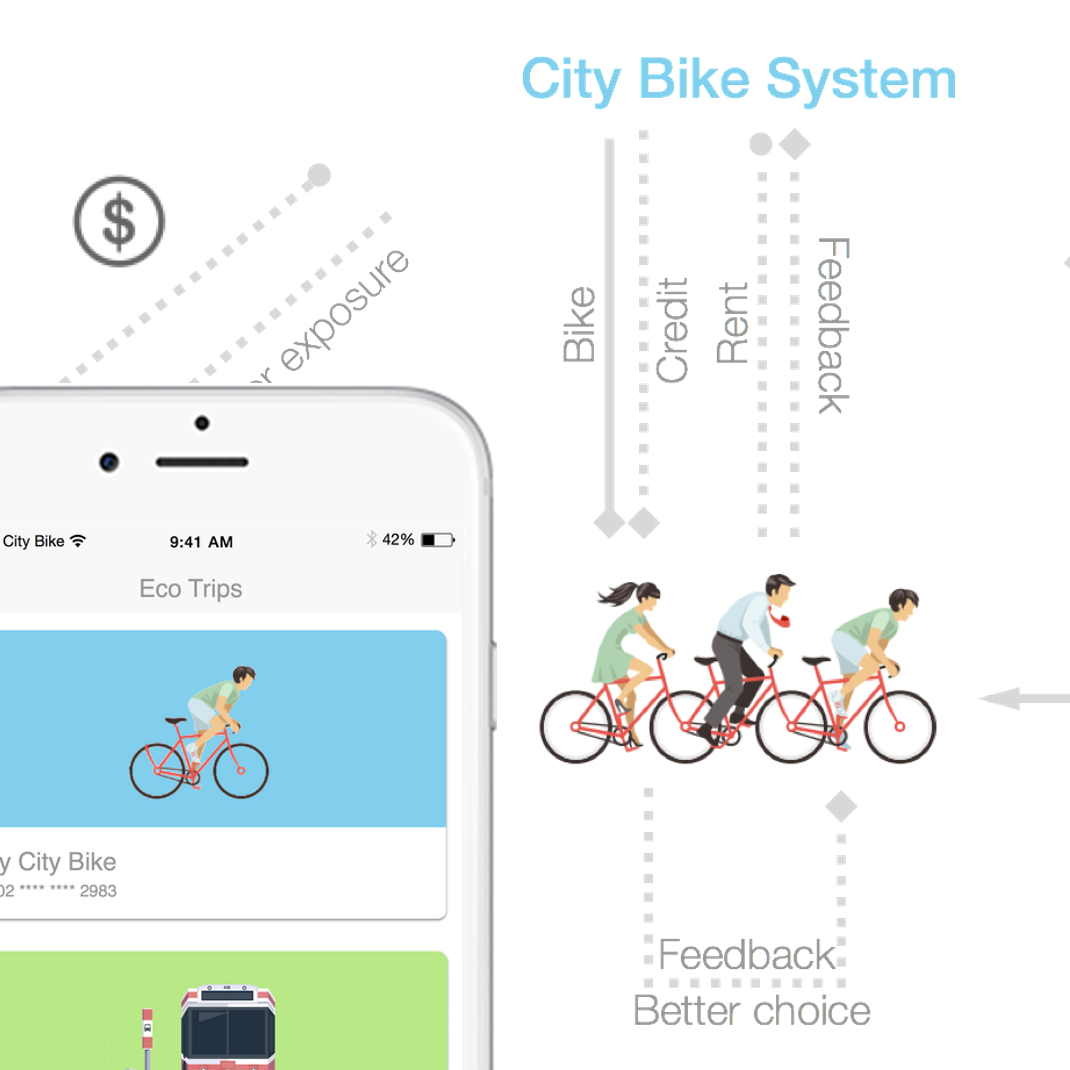 City Bike System
$
exposure
Bike
Credit
Rent
Feedback
City Bike
9:41 AM
42%
Eco Trips
City Bike
**** **** 2983
Feedback
Better choice